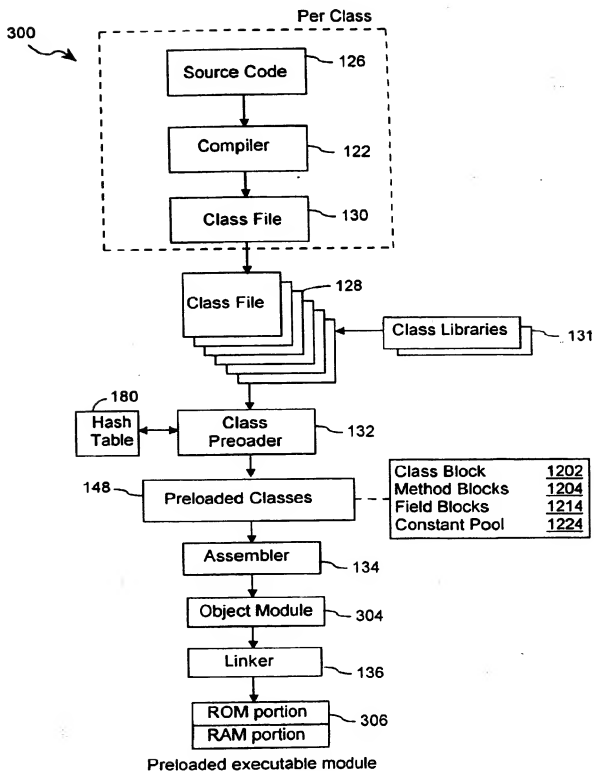 Per Class
300
Source Code
126
Compiler
122
Class File
130
128
Class File
Class Libraries
131
180
Hash
Table
Class
Preoader
132
148
Preloaded Classes
Class Block 1202
Method Blocks 1204
Field Blocks 1214
Constant Pool 1224
Assembler
134
Object Module
304
Linker
136
ROM portion
306
RAM portion
Preloaded executable module